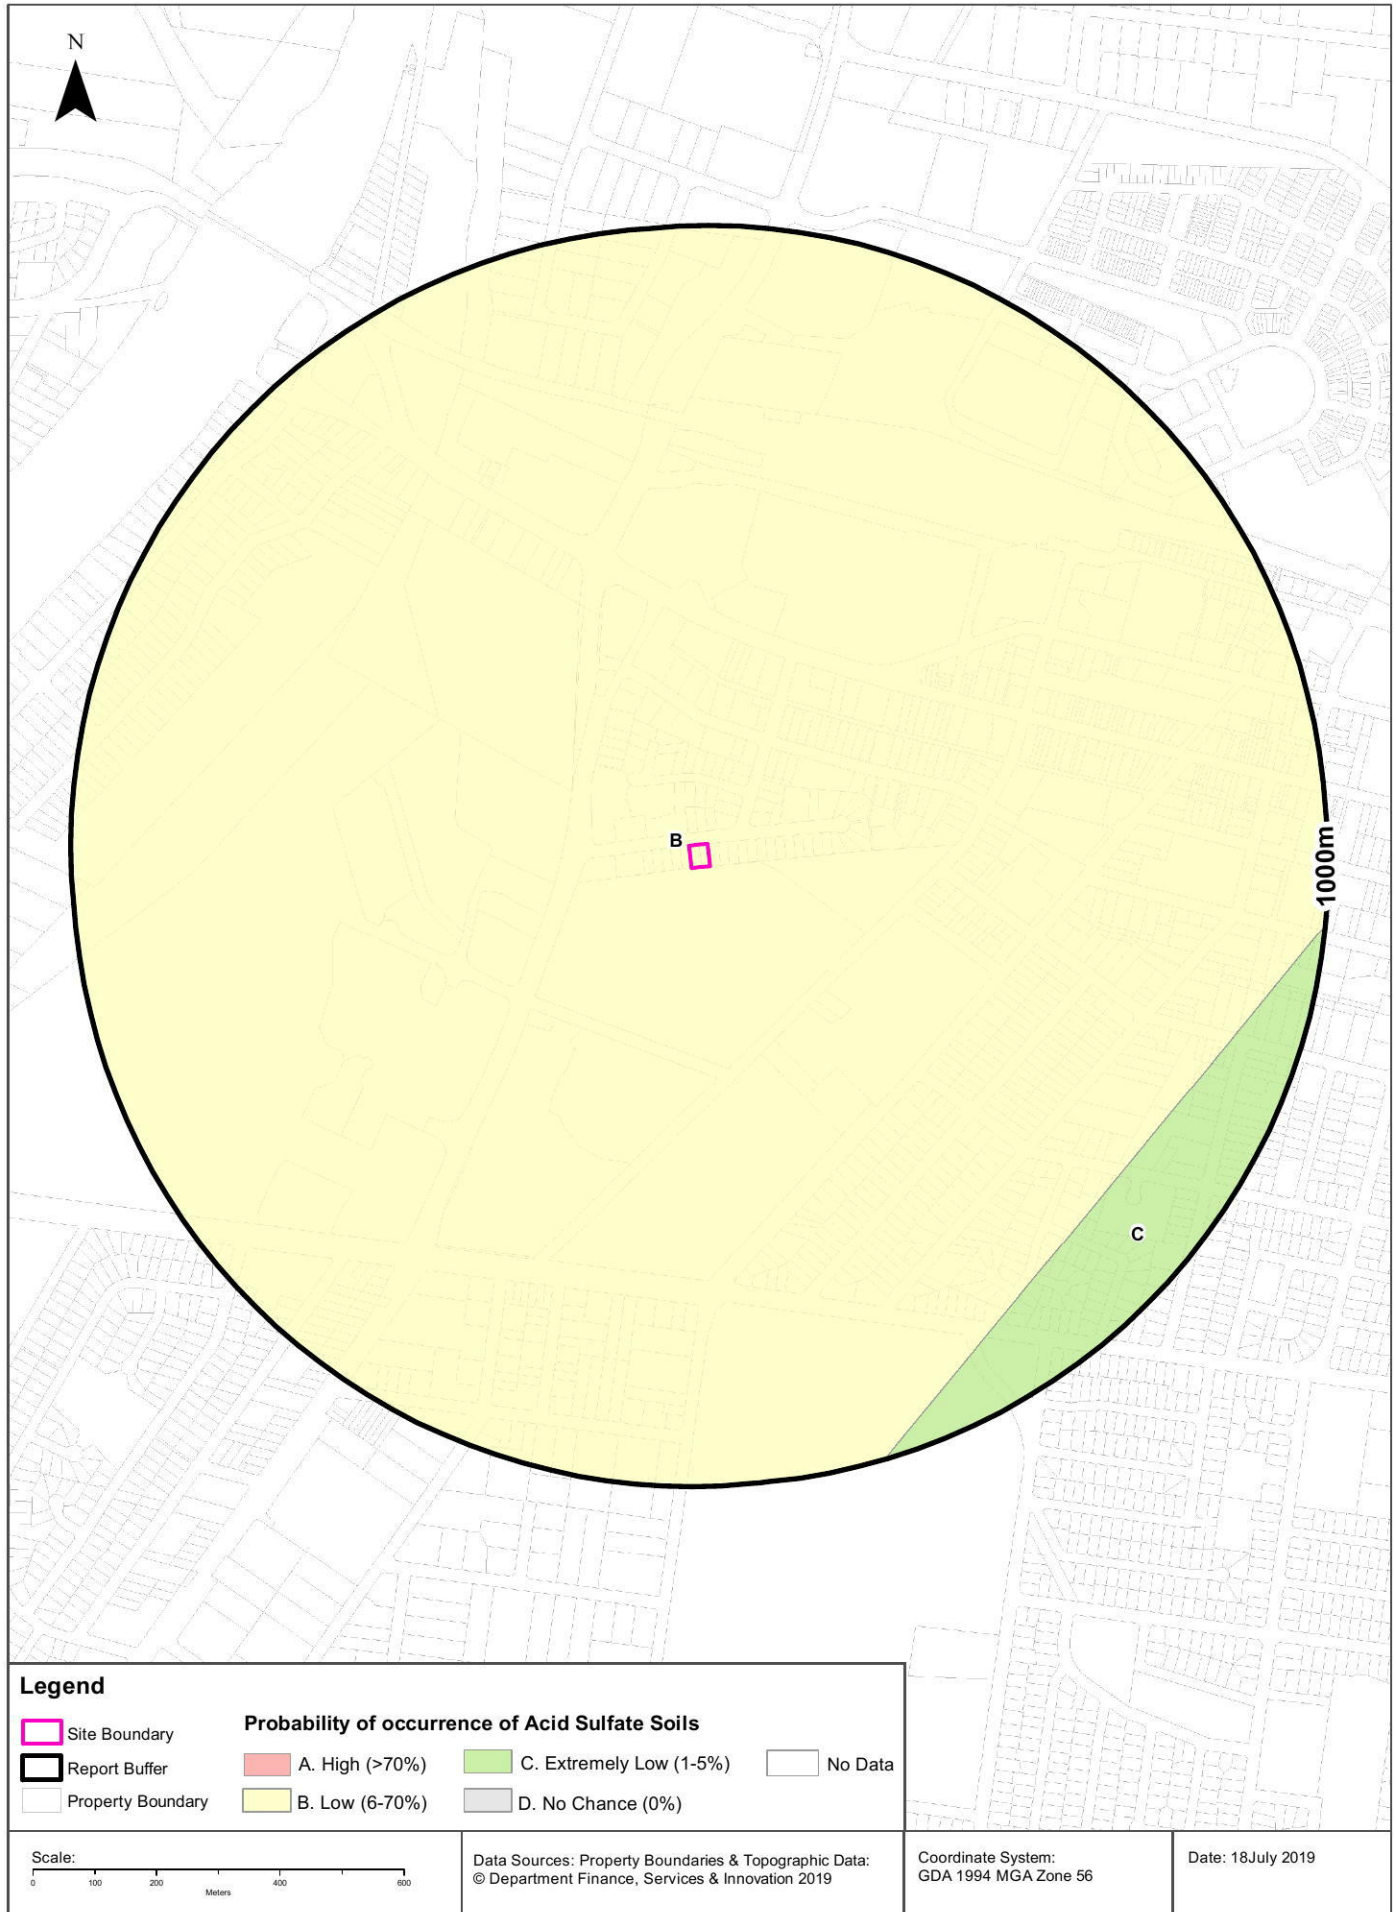 N
B
1000m
C
Legend
Site Boundary
Report Buffer
Property Boundary
Probability of occurrence of Acid Sulfate Soils
A. High (>70%)
C. Extremely Low (1-5%)
No Data
B. Low (6-70%)
D. No Chance (0%)
Scale:
0 100 200 400 600
Meters
Data Sources: Property Boundaries & Topographic Data:
© Department Finance, Services & Innovation 2019
Coordinate System:
GDA 1994 MGA Zone 56
Date: 18July 2019